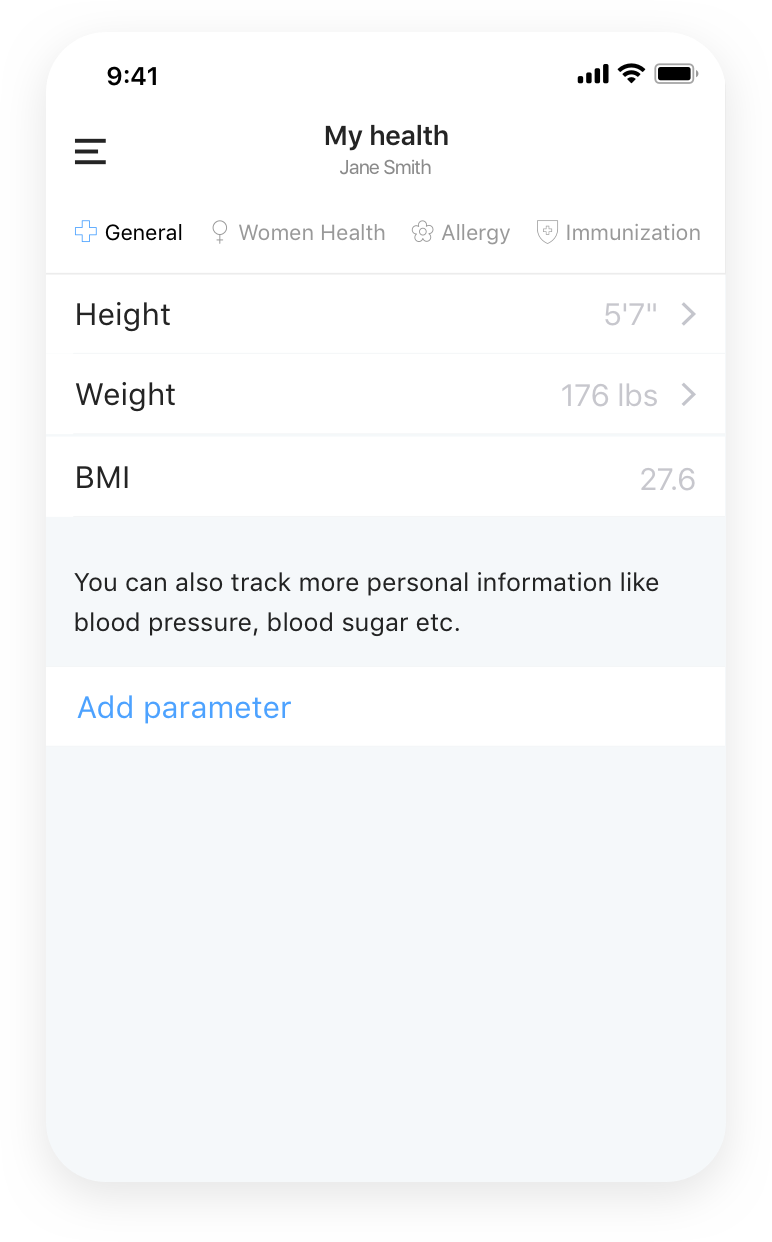 9:41
My health
Jane Smith
General Women Health Allergy Immunization
Height 5'7"
Weight 176 lbs
BMI 27.6
You can also track more personal information like
blood pressure, blood sugar etc.
Add parameter